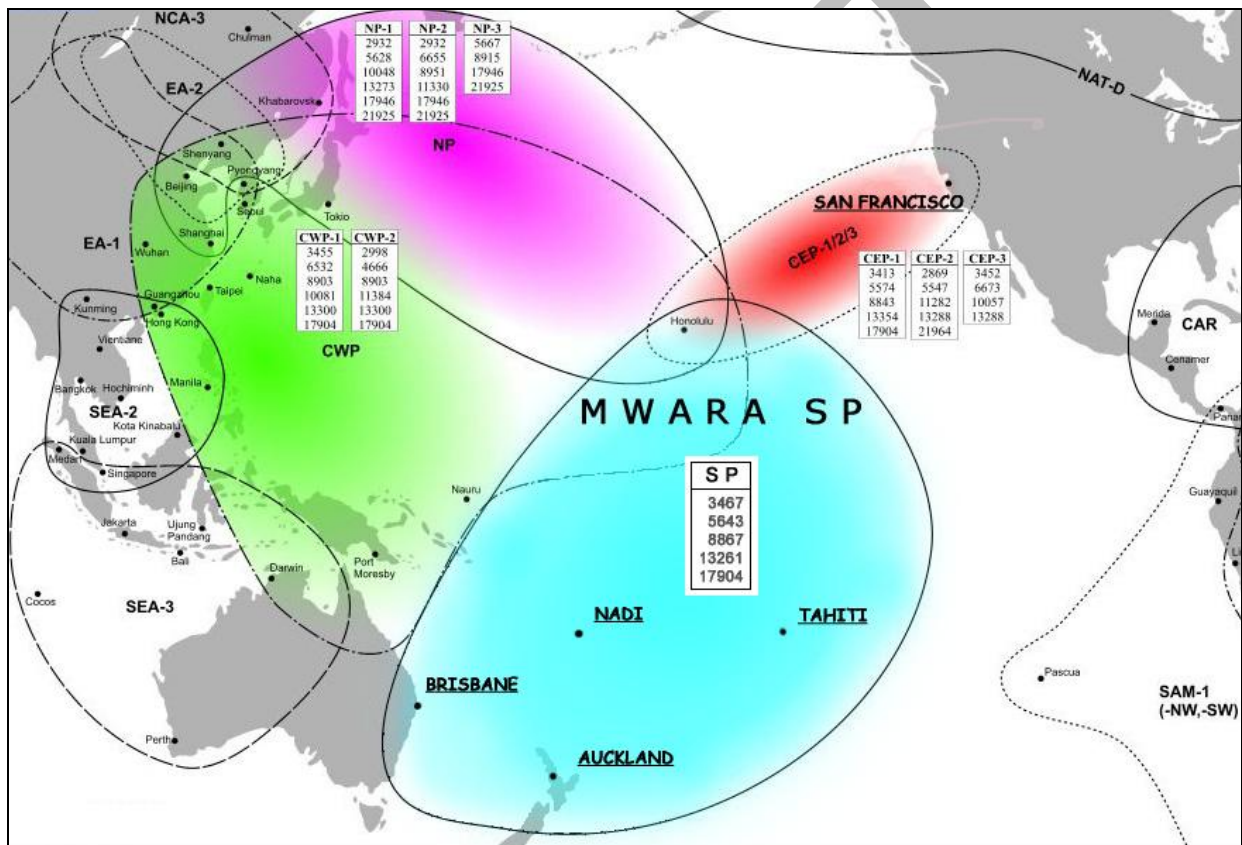 NCA-3
Chulman
NP-1 NP-2 NP-3
2932 2932 5667
5628 6655 8915
10048 8951 17946
13273 11330 21925
17946 17946
21925 21925
NAT-D
EA-2
Khabarovsk
NP
Shenyang
Beijing
Pyongyang
Seoul
Tokio
SAN FRANCISCO
EA-1
Wuhan
Shanghai
CEP-1/2/3
CWP-1 CWP-2
3455 2998
6532 4666
8903 8903
10081 11384
13300 13300
17904 17904
CEP-1 CEP-2 CEP-3
3413 2869 3452
5574 5547 6673
8843 11282 10057
13354 13288 13288
17904 21964
Naha
Taipei
Kunming
Guangzhou
Hong Kong
Honolulu
Merida
CAR
Vientiane
CWP
Cenamer
Bangkok
Hochiminh
Manila
SEA-2
MWARA SP
Panar
Kota Kinabalu
Kuala Lumpur
Medan
Singapore
SP
3467
5643
8867
13261
17904
Nauru
Guayaquil
Jakarta
Ujung
Pandang
Bali
Port
Moresby
Li
Darwin
Cocos
SEA-3
NADI
TAHITI
BRISBANE
Pascua
SAM-1
(-NW,-SW)
Perth
AUCKLAND